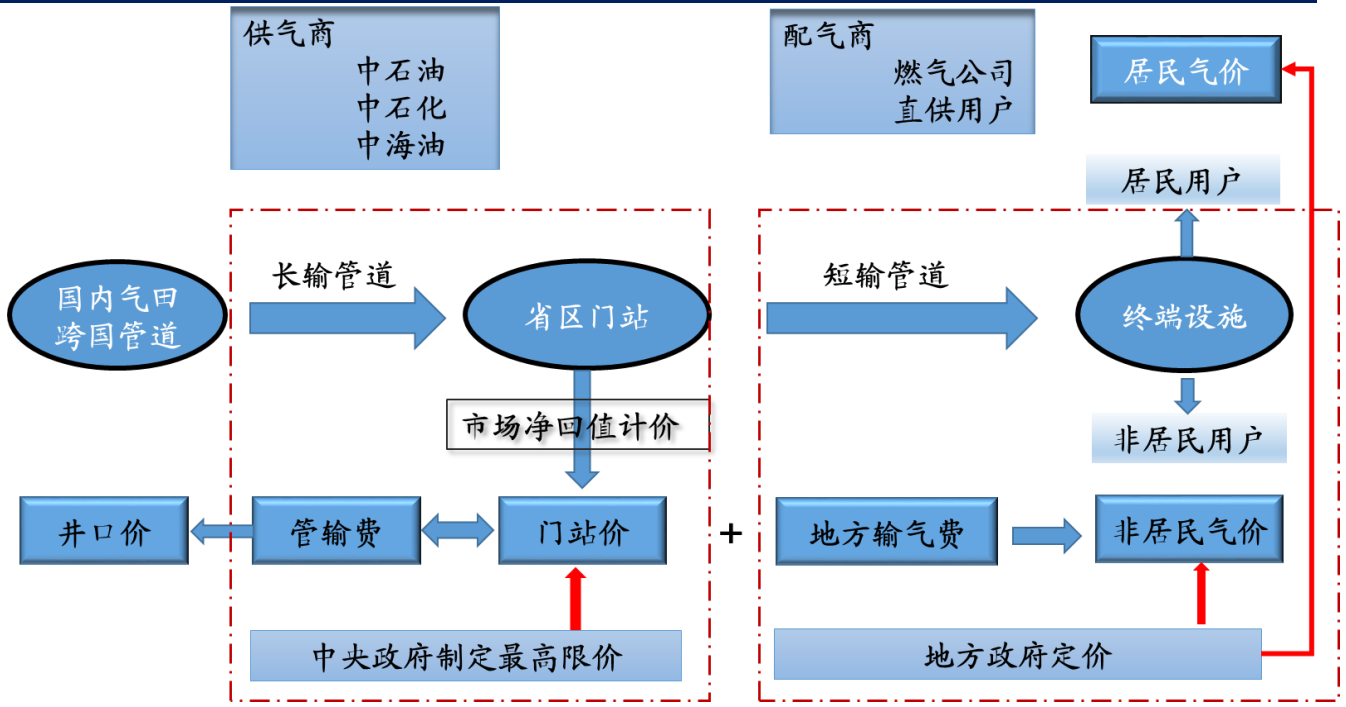 供气商
中石油
中石化
中海油
配气商
燃气公司
直供用户
居民气价
居民用户
国内气田
跨国管道
长输管道
省区门站
短输管道
终端设施
市场净回值计价
非居民用户
井口价
管输费
门站价
+
地方输气费
非居民气价
中央政府制定最高限价
地方政府定价